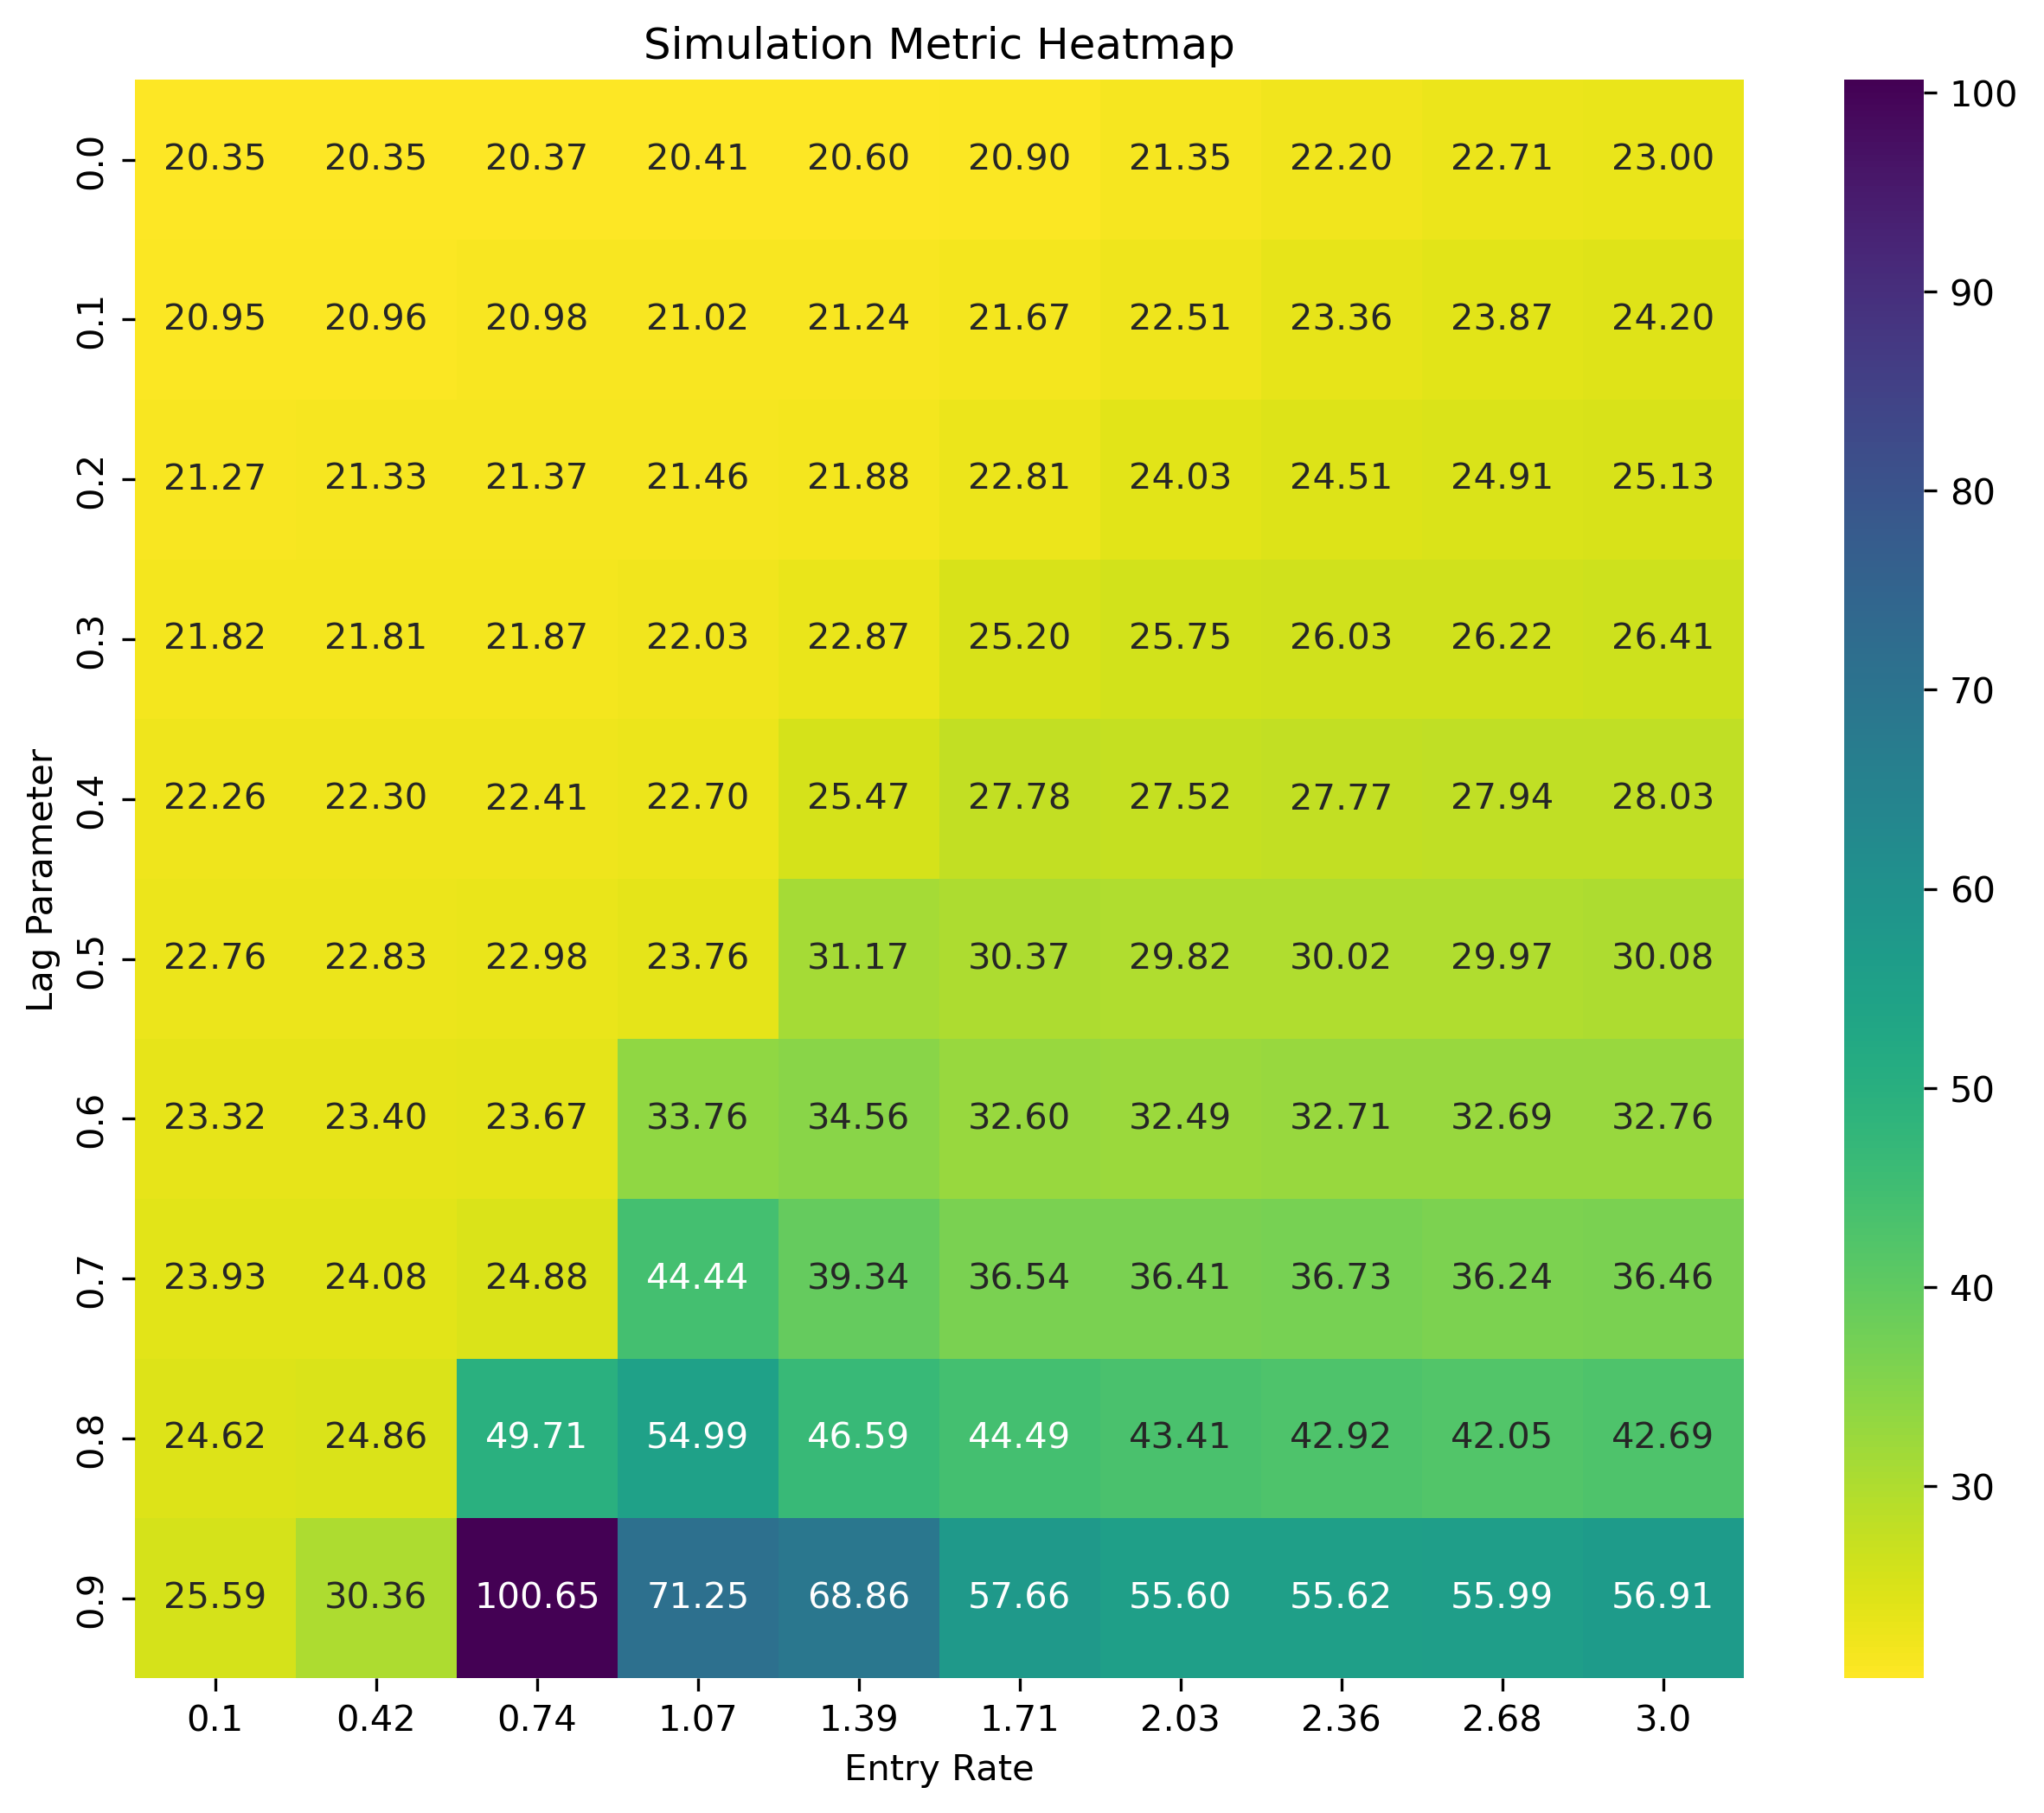 Simulation Metric Heatmap
0.0 20.35 20.35 20.37 20.41 20.60 20.90 21.35 22.20 22.71 23.00
0.1 20.95 20.96 20.98 21.02 21.24 21.67 22.51 23.36 23.87 24.20
0.2 21.27 21.33 21.37 21.46 21.88 22.81 24.03 24.51 24.91 25.13
0.3 21.82 21.81 21.87 22.03 22.87 25.20 25.75 26.03 26.22 26.41
0.4 22.26 22.30 22.41 22.70 25.47 27.78 27.52 27.77 27.94 28.03
0.5 22.76 22.83 22.98 23.76 31.17 30.37 29.82 30.02 29.97 30.08
0.6 23.32 23.40 23.67 33.76 34.56 32.60 32.49 32.71 32.69 32.76
0.7 23.93 24.08 24.88 44.44 39.34 36.54 36.41 36.73 36.24 36.46
0.8 24.62 24.86 49.71 54.99 46.59 44.49 43.41 42.92 42.05 42.69
0.9 25.59 30.36 100.65 71.25 68.86 57.66 55.60 55.62 55.99 56.91
0.1 0.42 0.74 1.07 1.39 1.71 2.03 2.36 2.68 3.0
Entry Rate
Lag Parameter
100
90
80
70
60
50
40
30